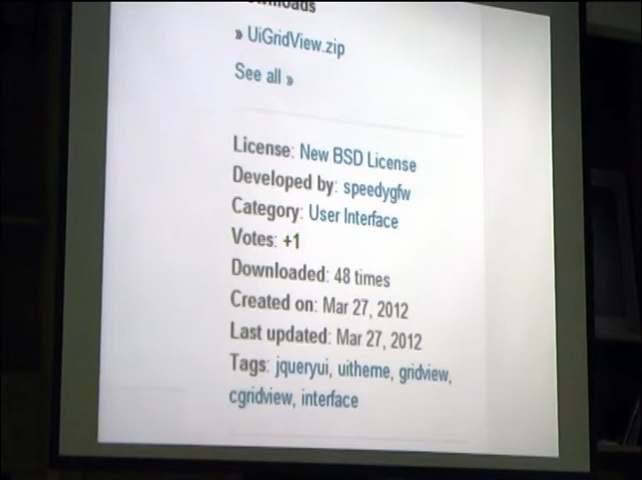 Downloads
» UiGridView.zip
See all »
License: New BSD License
Developed by: speedygfw
Category: User Interface
Votes: +1
Downloaded: 48 times
Created on: Mar 27, 2012
Last updated: Mar 27, 2012
Tags: jqueryui, uitheme, gridview,
cgridview, interface